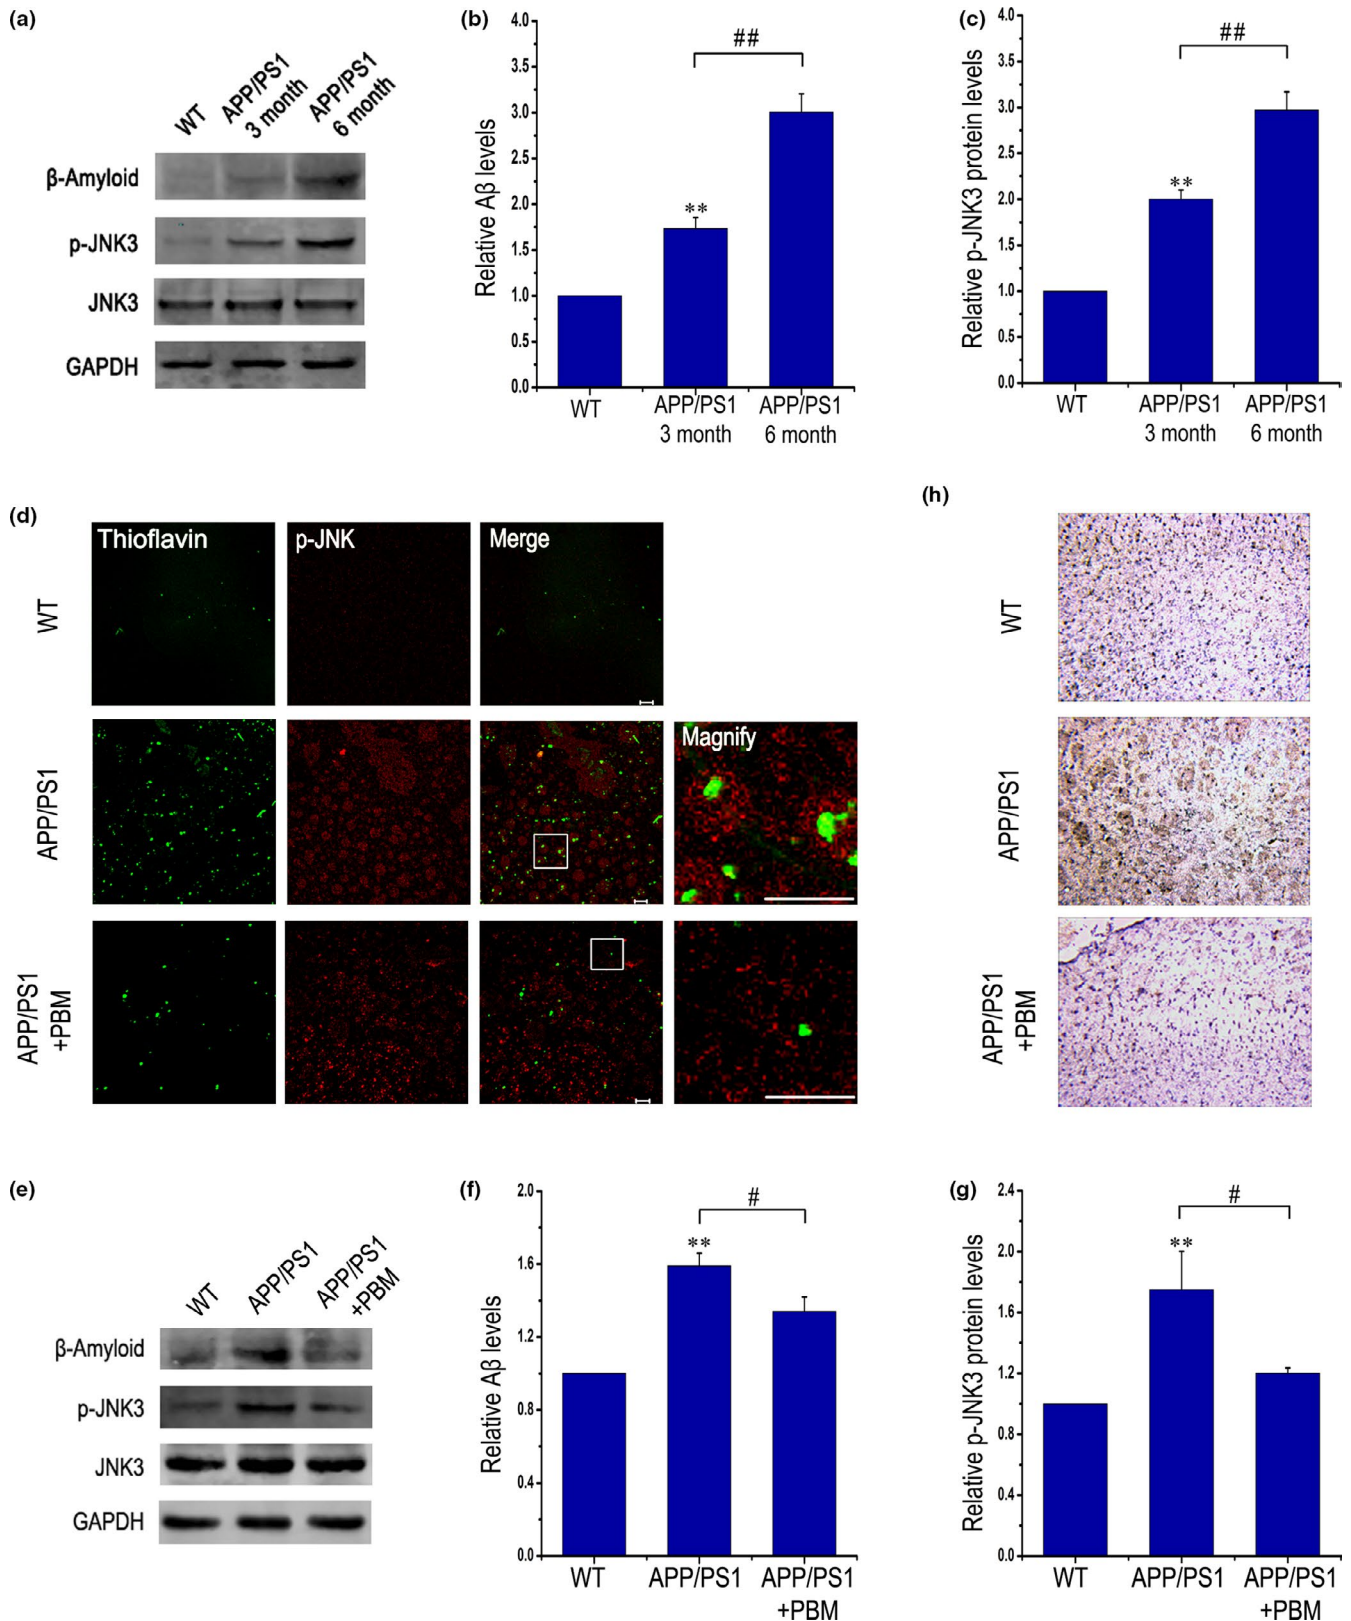 (a)
WT
APP/PS1
3 month
APP/PS1
6 month
β-Amyloid
p-JNK3
JNK3
GAPDH
(b)
Relative Aβ levels
4.0
3.5
3.0
2.5
2.0
1.5
1.0
0.5
0.0
**
##
WT
APP/PS1
3 month
APP/PS1
6 month
(c)
Relative p-JNK3 protein levels
4.0
3.5
3.0
2.5
2.0
1.5
1.0
0.5
0.0
**
##
WT
APP/PS1
3 month
APP/PS1
6 month
(d)
Thioflavin
p-JNK
Merge
WT
APP/PS1
Magnify
APP/PS1
+PBM
(h)
WT
APP/PS1
APP/PS1
+PBM
(e)
WT
APP/PS1
APP/PS1
+PBM
β-Amyloid
p-JNK3
JNK3
GAPDH
(f)
Relative Aβ levels
2.0
1.6
1.2
0.8
0.4
0.0
**
#
WT
APP/PS1
APP/PS1
+PBM
(g)
Relative p-JNK3 protein levels
2.4
2.0
1.6
1.2
0.8
0.4
0.0
**
#
WT
APP/PS1
APP/PS1
+PBM